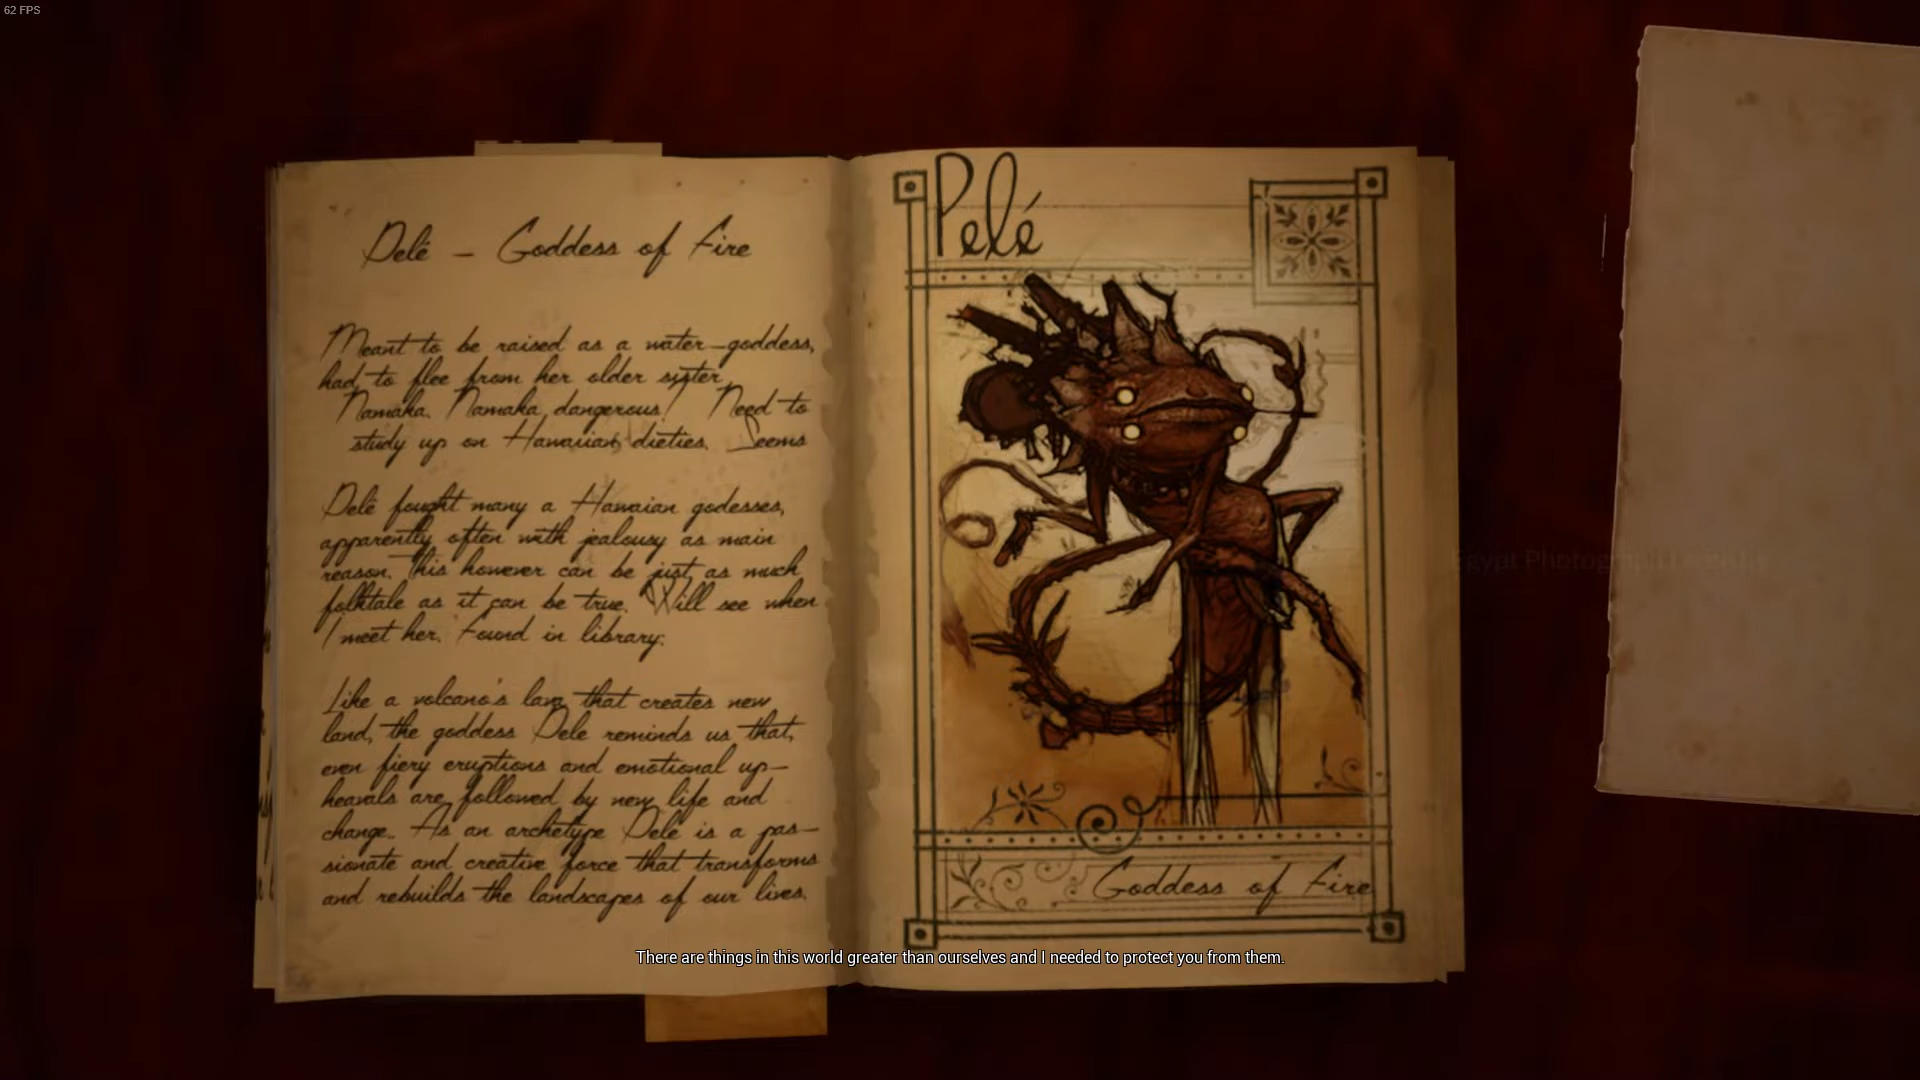 62 FPS
Pelé – Goddess of Fire
Meant to be raised as a water-goddess,
had to flee from her older sister
Namaka. Namaka dangerous? Need to
study up on Hawaiian dieties. Seems
Pelé fought many a Hawaian godesses,
apparently often with jealousy as main
reason. This however can be just as much
folktale as it can be true. Will see when
I meet her. Found in library:
Like a volcano's lava that creates new
land, the goddess Pele reminds us that,
even fiery eruptions and emotional up-
heavals are followed by new life and
change. As an archetype Pele is a pas-
sionate and creative force that transforms
and rebuilds the landscapes of our lives.
Pelé
Goddess of Fire
Egypt
There are things in this world greater than ourselves and I needed to protect you from them.